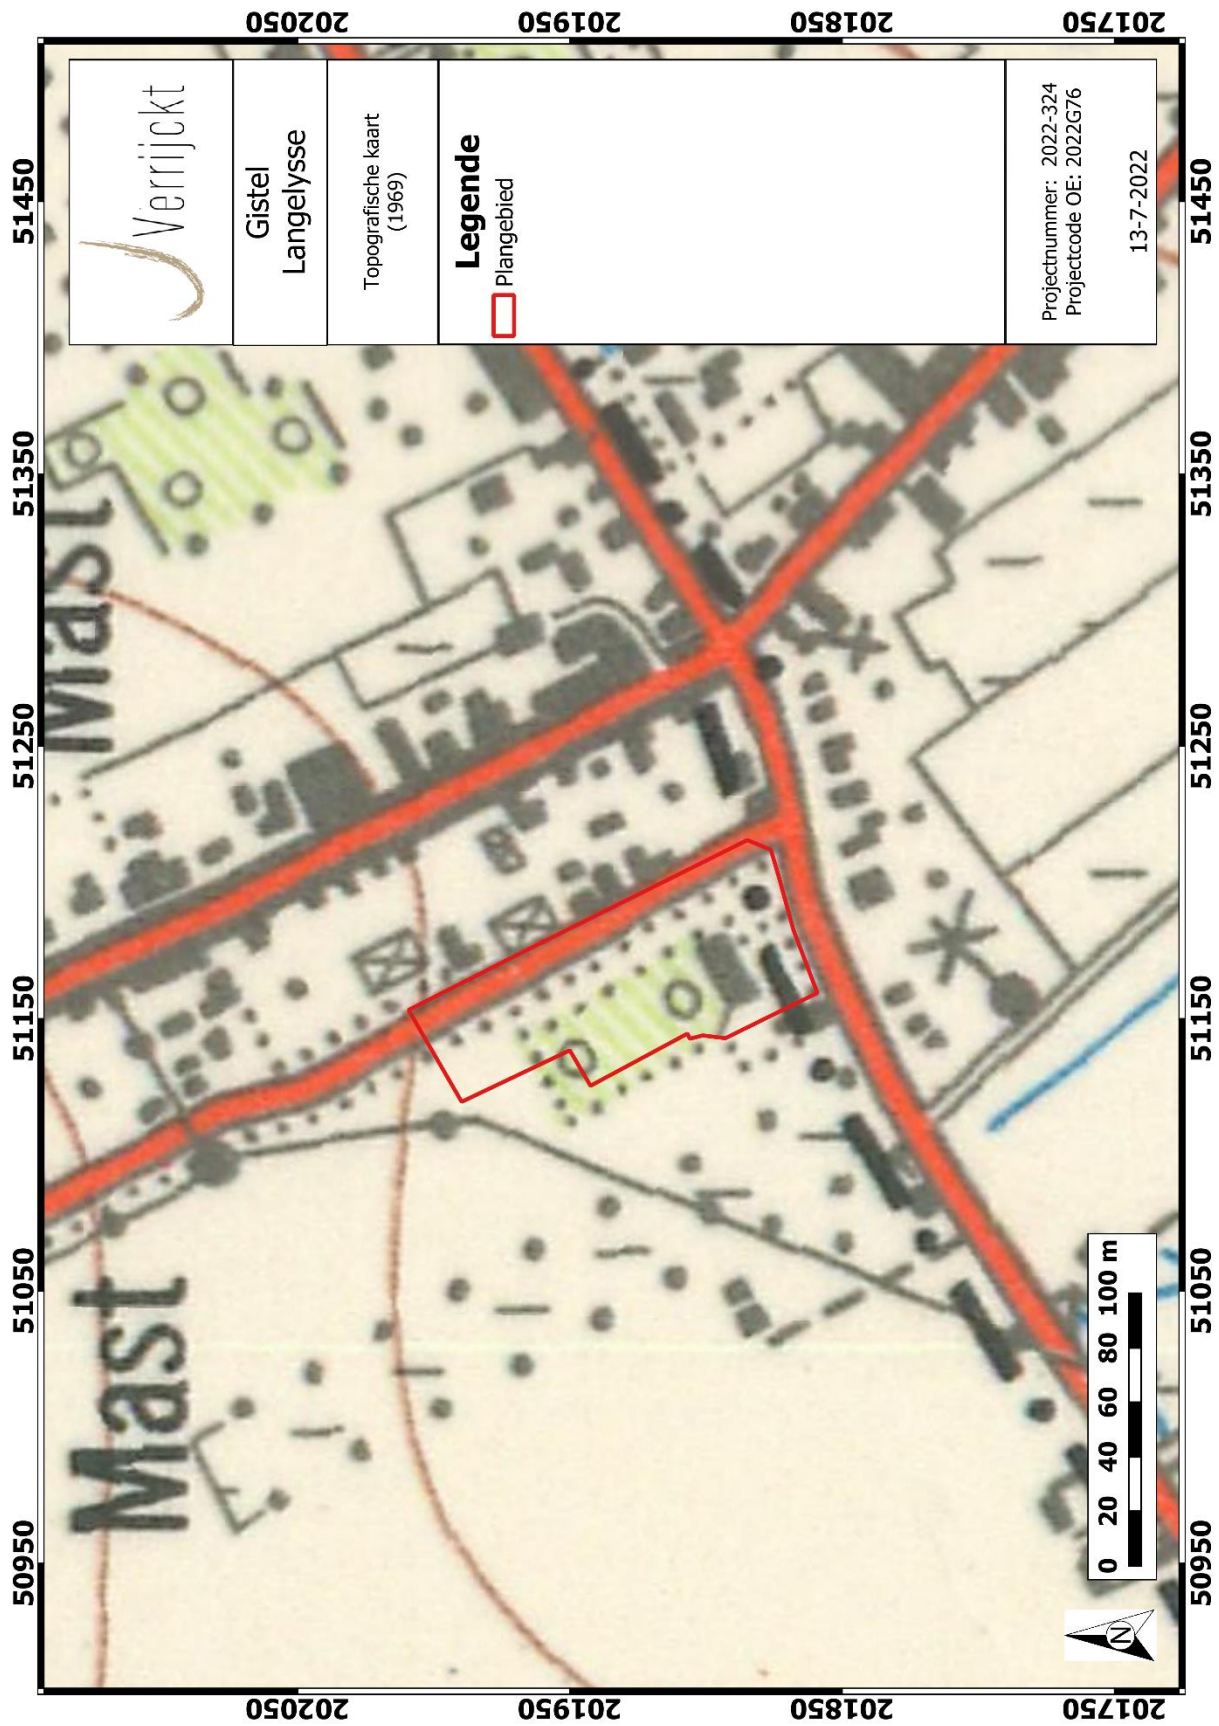 Verrijckt
Gistel
Langelysse
Topografische kaart
(1969)
Legende
Plangebied
Projectnummer: 2022-324
Projectcode OE: 2022G76
13-7-2022
50950
51050
51150
51250
51350
51450
202050
201950
201850
201750
Mast
Mast
0 20 40 60 80 100 m
N
202050
201950
201850
201750
50950
51050
51150
51250
51350
51450